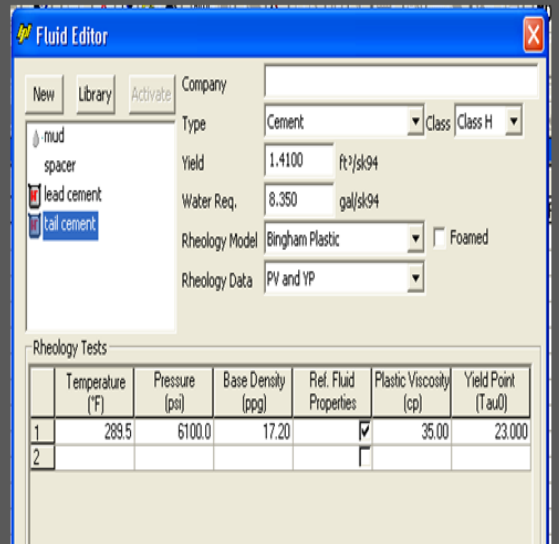 Fluid Editor
New Library Activate
mud
spacer
lead cement
tail cement
Company
Type Cement Class Class H
Yield 1.4100 ft³/sk94
Water Req. 8.350 gal/sk94
Rheology Model Bingham Plastic Foamed
Rheology Data PV and YP
Rheology Tests
Temperature (°F) Pressure (psi) Base Density (ppg) Ref. Fluid Properties Plastic Viscosity (cp) Yield Point (Tau0)
1 289.5 6100.0 17.20 35.00 23.000
2